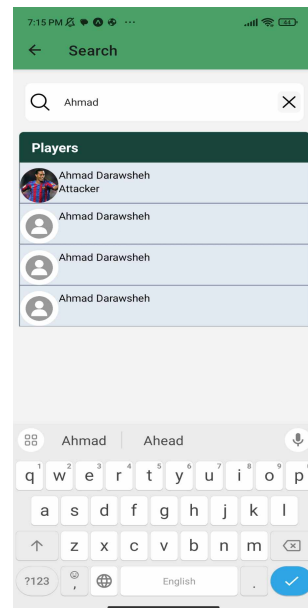 7:15 PM
44
Search
Ahmad
Players
Ahmad Darawsheh
Attacker
Ahmad Darawsheh
Ahmad Darawsheh
Ahmad Darawsheh
Ahmad Ahead
1 2 3 4 5 6 7 8 9
q w e r t y u i o p
a s d f g h j k l
z x c v b n m
?123 , English .